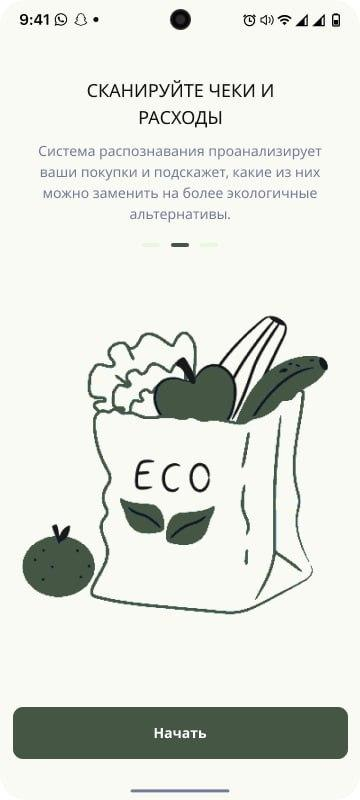 9:41
СКАНИРУЙТЕ ЧЕКИ И
РАСХОДЫ
Система распознавания проанализирует
ваши покупки и подскажет, какие из них
можно заменить на более экологичные
альтернативы.
ECO
Начать